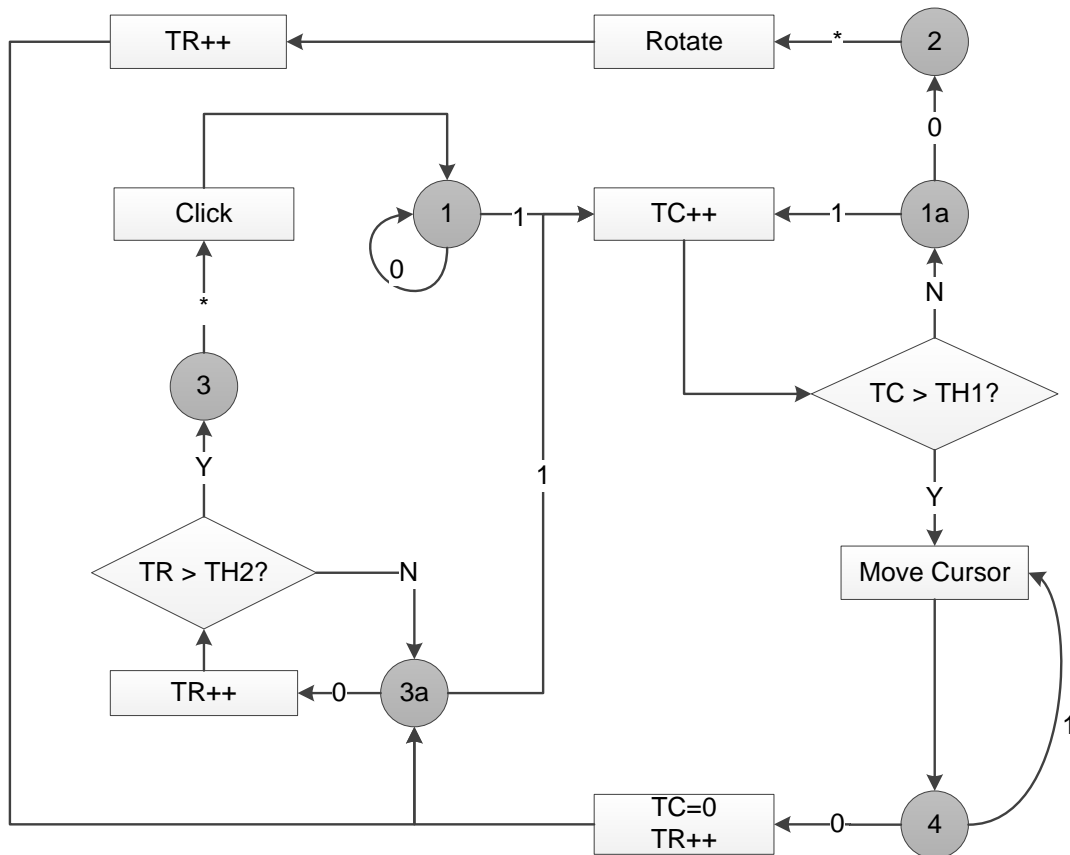 TR++
Rotate
*
2
0
Click
1
1
TC++
1
1a
0
*
N
3
TC > TH1?
Y
1
Y
TR > TH2?
N
Move Cursor
TR++
0
3a
1
TC=0
TR++
0
4